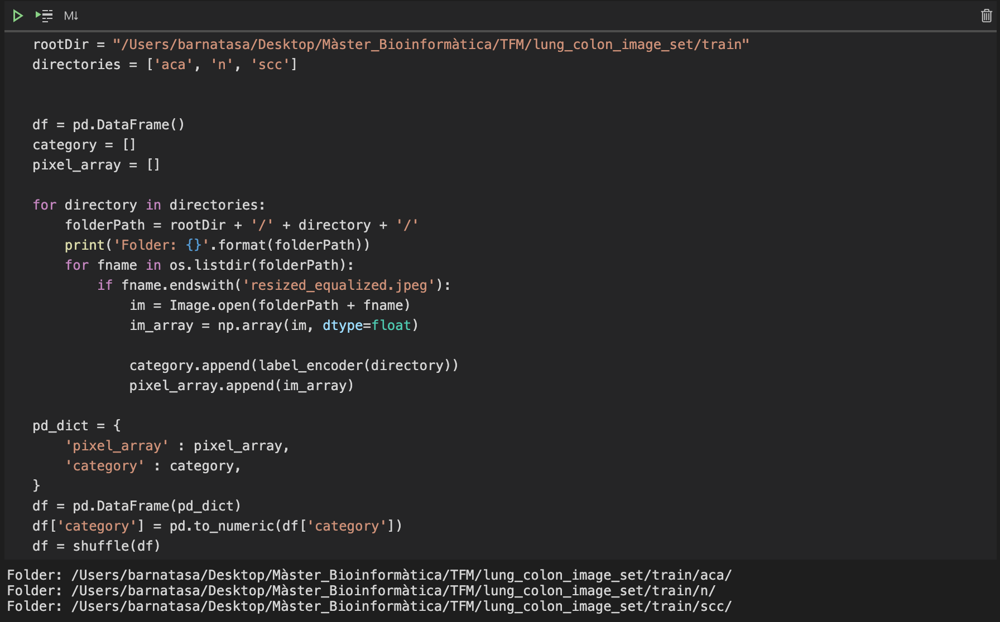 M↓
rootDir = "/Users/barnatasa/Desktop/Màster_Bioinformàtica/TFM/lung_colon_image_set/train"
directories = ['aca', 'n', 'scc']
df = pd.DataFrame()
category = []
pixel_array = []
for directory in directories:
    folderPath = rootDir + '/' + directory + '/'
    print('Folder: {}'.format(folderPath))
    for fname in os.listdir(folderPath):
        if fname.endswith('resized_equalized.jpeg'):
            im = Image.open(folderPath + fname)
            im_array = np.array(im, dtype=float)
            category.append(label_encoder(directory))
            pixel_array.append(im_array)
pd_dict = {
    'pixel_array' : pixel_array,
    'category' : category,
}
df = pd.DataFrame(pd_dict)
df['category'] = pd.to_numeric(df['category'])
df = shuffle(df)
Folder: /Users/barnatasa/Desktop/Màster_Bioinformàtica/TFM/lung_colon_image_set/train/aca/
Folder: /Users/barnatasa/Desktop/Màster_Bioinformàtica/TFM/lung_colon_image_set/train/n/
Folder: /Users/barnatasa/Desktop/Màster_Bioinformàtica/TFM/lung_colon_image_set/train/scc/